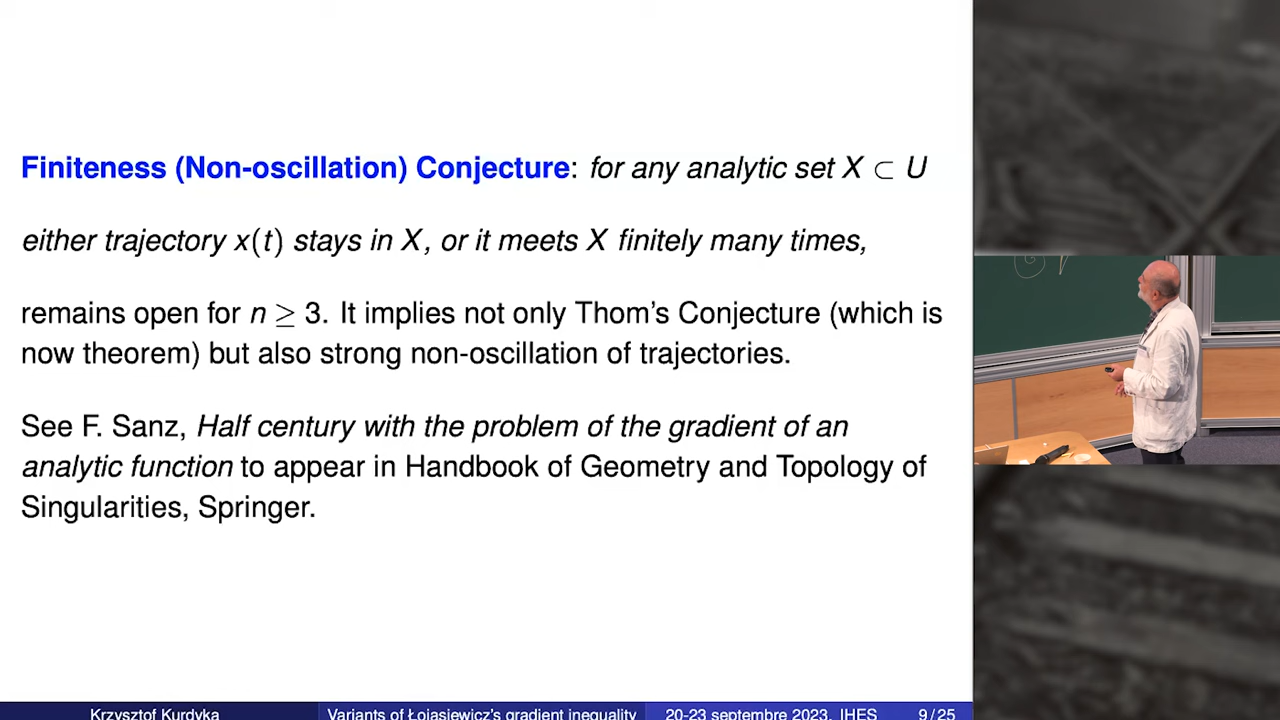 Finiteness (Non-oscillation) Conjecture: for any analytic set X ⊂ U
either trajectory x(t) stays in X, or it meets X finitely many times,
remains open for n ≥ 3. It implies not only Thom's Conjecture (which is
now theorem) but also strong non-oscillation of trajectories.
See F. Sanz, Half century with the problem of the gradient of an
analytic function to appear in Handbook of Geometry and Topology of
Singularities, Springer.
Krzysztof Kurdyka Variants of Łojasiewicz's gradient inequality 20-23 septembre 2023, IHES 9 / 25